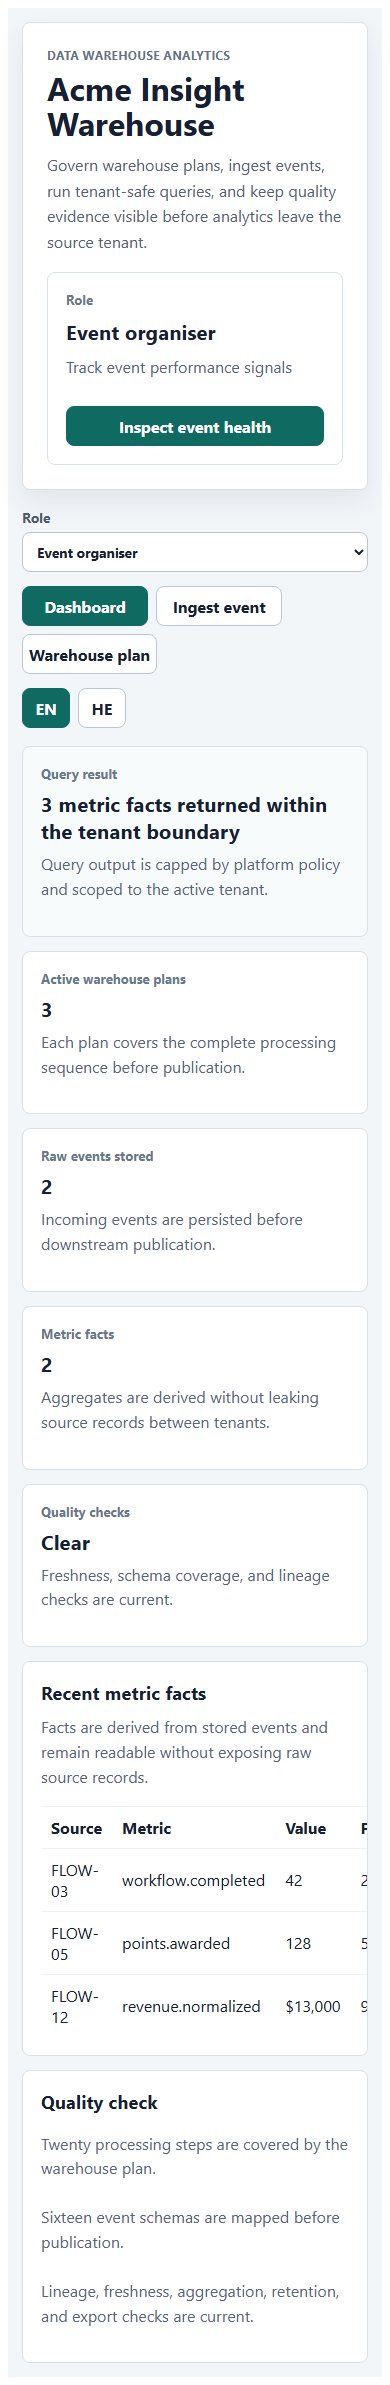 DATA WAREHOUSE ANALYTICS
Acme Insight
Warehouse
Govern warehouse plans, ingest events,
run tenant-safe queries, and keep quality
evidence visible before analytics leave the
source tenant.
Role
Event organiser
Track event performance signals
Inspect event health
Role
Event organiser
Dashboard
Ingest event
Warehouse plan
EN
HE
Query result
3 metric facts returned within
the tenant boundary
Query output is capped by platform policy
and scoped to the active tenant.
Active warehouse plans
3
Each plan covers the complete processing
sequence before publication.
Raw events stored
2
Incoming events are persisted before
downstream publication.
Metric facts
2
Aggregates are derived without leaking
source records between tenants.
Quality checks
Clear
Freshness, schema coverage, and lineage
checks are current.
Recent metric facts
Facts are derived from stored events and
remain readable without exposing raw
source records.
Source Metric Value
FLOW-
03 workflow.completed 42
FLOW-
05 points.awarded 128
FLOW-
12 revenue.normalized $13,000
Quality check
Twenty processing steps are covered by the
warehouse plan.
Sixteen event schemas are mapped before
publication.
Lineage, freshness, aggregation, retention,
and export checks are current.